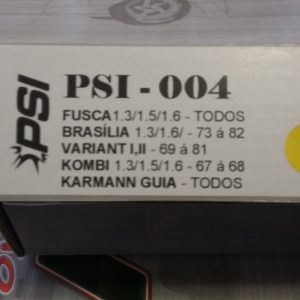 PSI
PSI - 004
FUSCA 1.3/1.5/1.6 - TODOS
BRASÍLIA 1.3/1.6/ - 73 á 82
VARIANT I,II - 69 á 81
KOMBI 1.3/1.5/1.6 - 67 á 68
KARMANN GUIA - TODOS